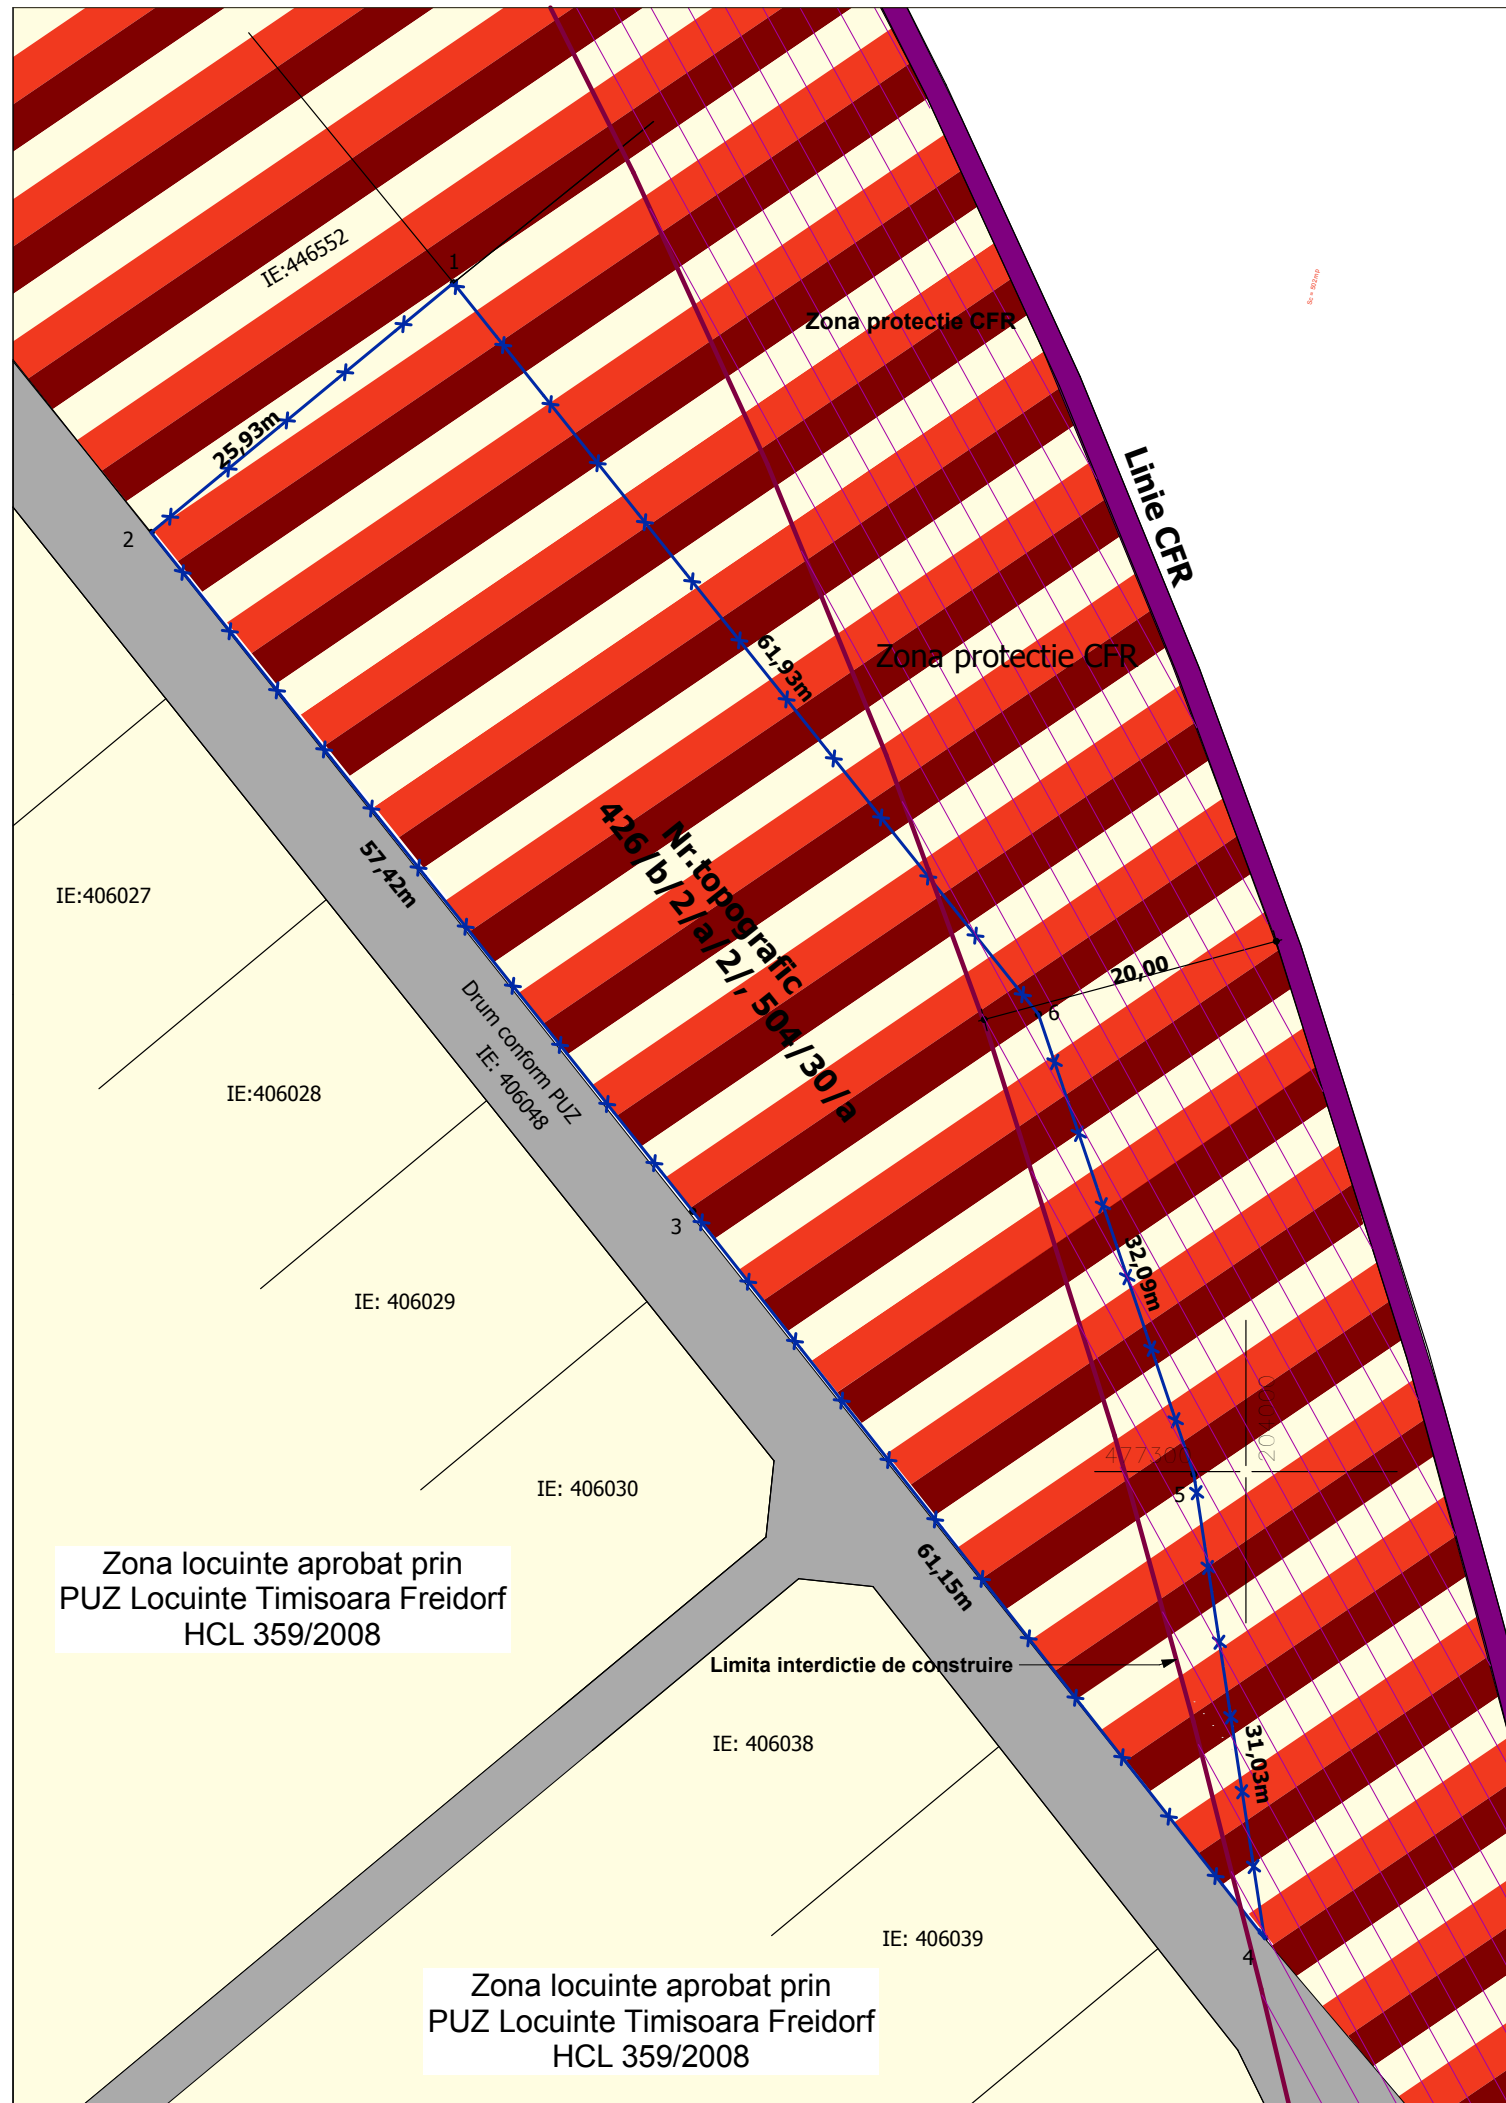 IE:446552
1
Sc = 502mp
Zona protectie CFR
25,93m
Linie CFR
2
61,93m
Zona protectie CFR
Nr.topografic
426/b/2/a/2/, 504/30/a
57,42m
IE:406027
20,00
6
Drum conform PUZ
IE: 406048
IE:406028
3
32,09m
IE: 406029
5
IE: 406030
61,15m
Zona locuinte aprobat prin
PUZ Locuinte Timisoara Freidorf
HCL 359/2008
Limita interdictie de construire
31,03m
IE: 406038
IE: 406039
4
Zona locuinte aprobat prin
PUZ Locuinte Timisoara Freidorf
HCL 359/2008